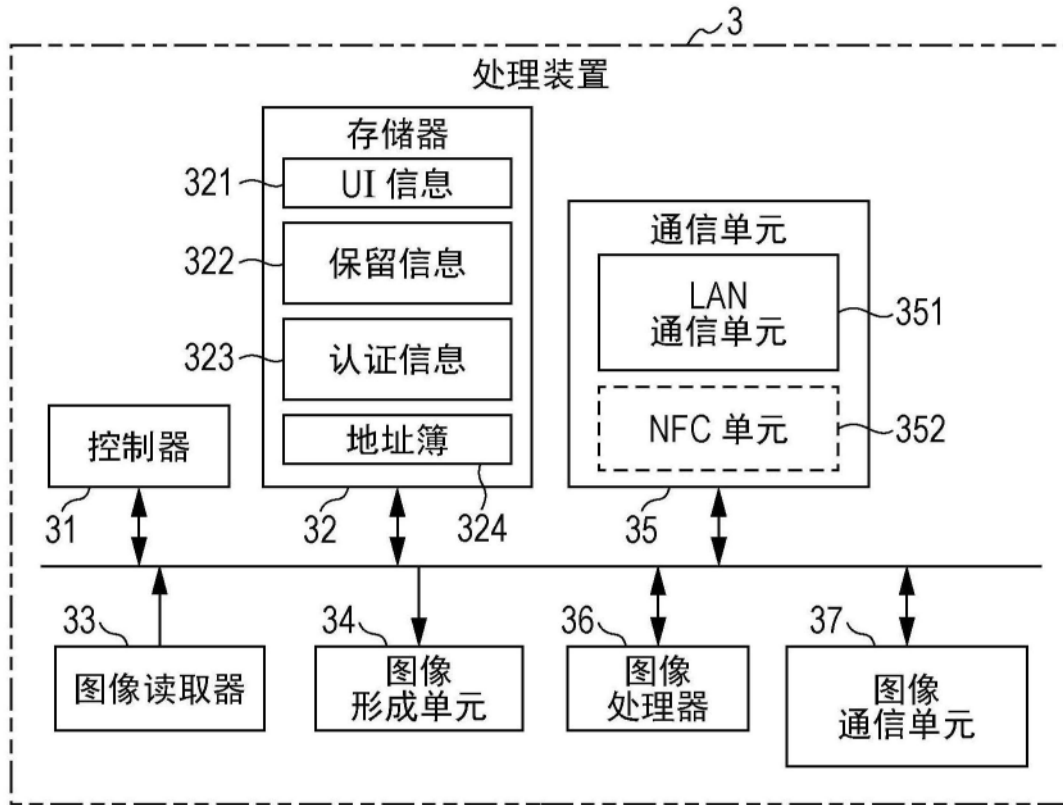 3
处理装置
存储器
321
UI 信息
322
保留信息
323
认证信息
地址簿
324
通信单元
LAN
通信单元
351
NFC 单元
352
控制器
31
32
35
33
图像读取器
34
图像
形成单元
36
图像
处理器
37
图像
通信单元